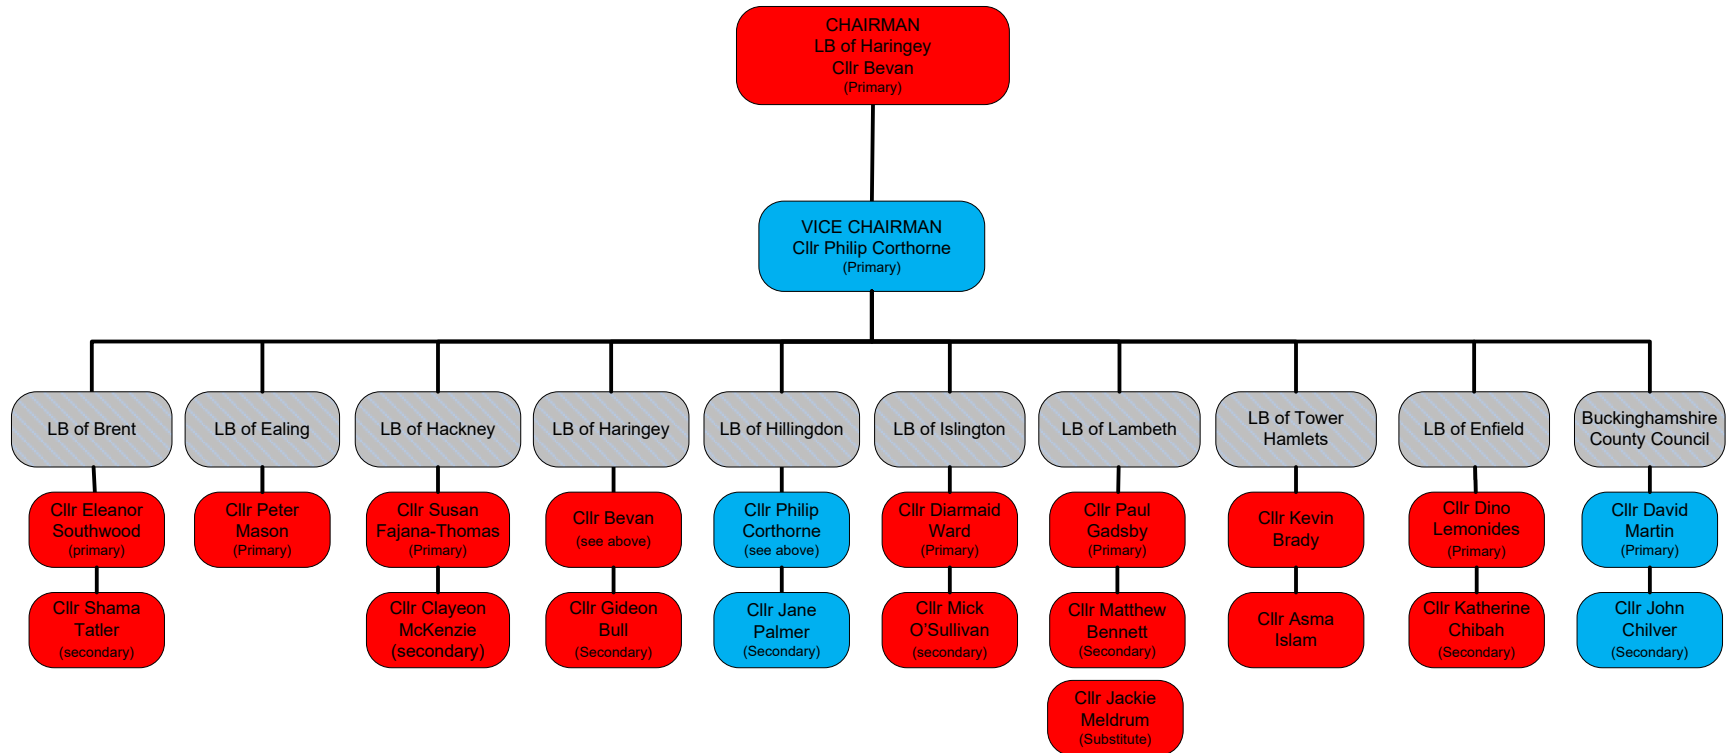 CHAIRMAN
LB of Haringey
Cllr Bevan
(Primary)
VICE CHAIRMAN
Cllr Philip Corthorne
(Primary)
LB of Brent
LB of Ealing
LB of Hackney
LB of Haringey
LB of Hillingdon
LB of Islington
LB of Lambeth
LB of Tower
Hamlets
LB of Enfield
Buckinghamshire
County Council
Cllr Eleanor
Southwood
(primary)
Cllr Peter
Mason
(Primary)
Cllr Susan
Fajana-Thomas
(Primary)
Cllr Bevan
(see above)
Cllr Philip
Corthorne
(see above)
Cllr Diarmaid
Ward
(Primary)
Cllr Paul
Gadsby
(Primary)
Cllr Kevin
Brady
Cllr Dino
Lemonides
(Primary)
Cllr David
Martin
(Primary)
Cllr Shama
Tatler
(secondary)
Cllr Clayeon
McKenzie
(secondary)
Cllr Gideon
Bull
(Secondary)
Cllr Jane
Palmer
(Secondary)
Cllr Mick
O'Sullivan
(secondary)
Cllr Matthew
Bennett
(Secondary)
Cllr Asma
Islam
Cllr Katherine
Chibah
(Secondary)
Cllr John
Chilver
(Secondary)
Cllr Jackie
Meldrum
(Substitute)